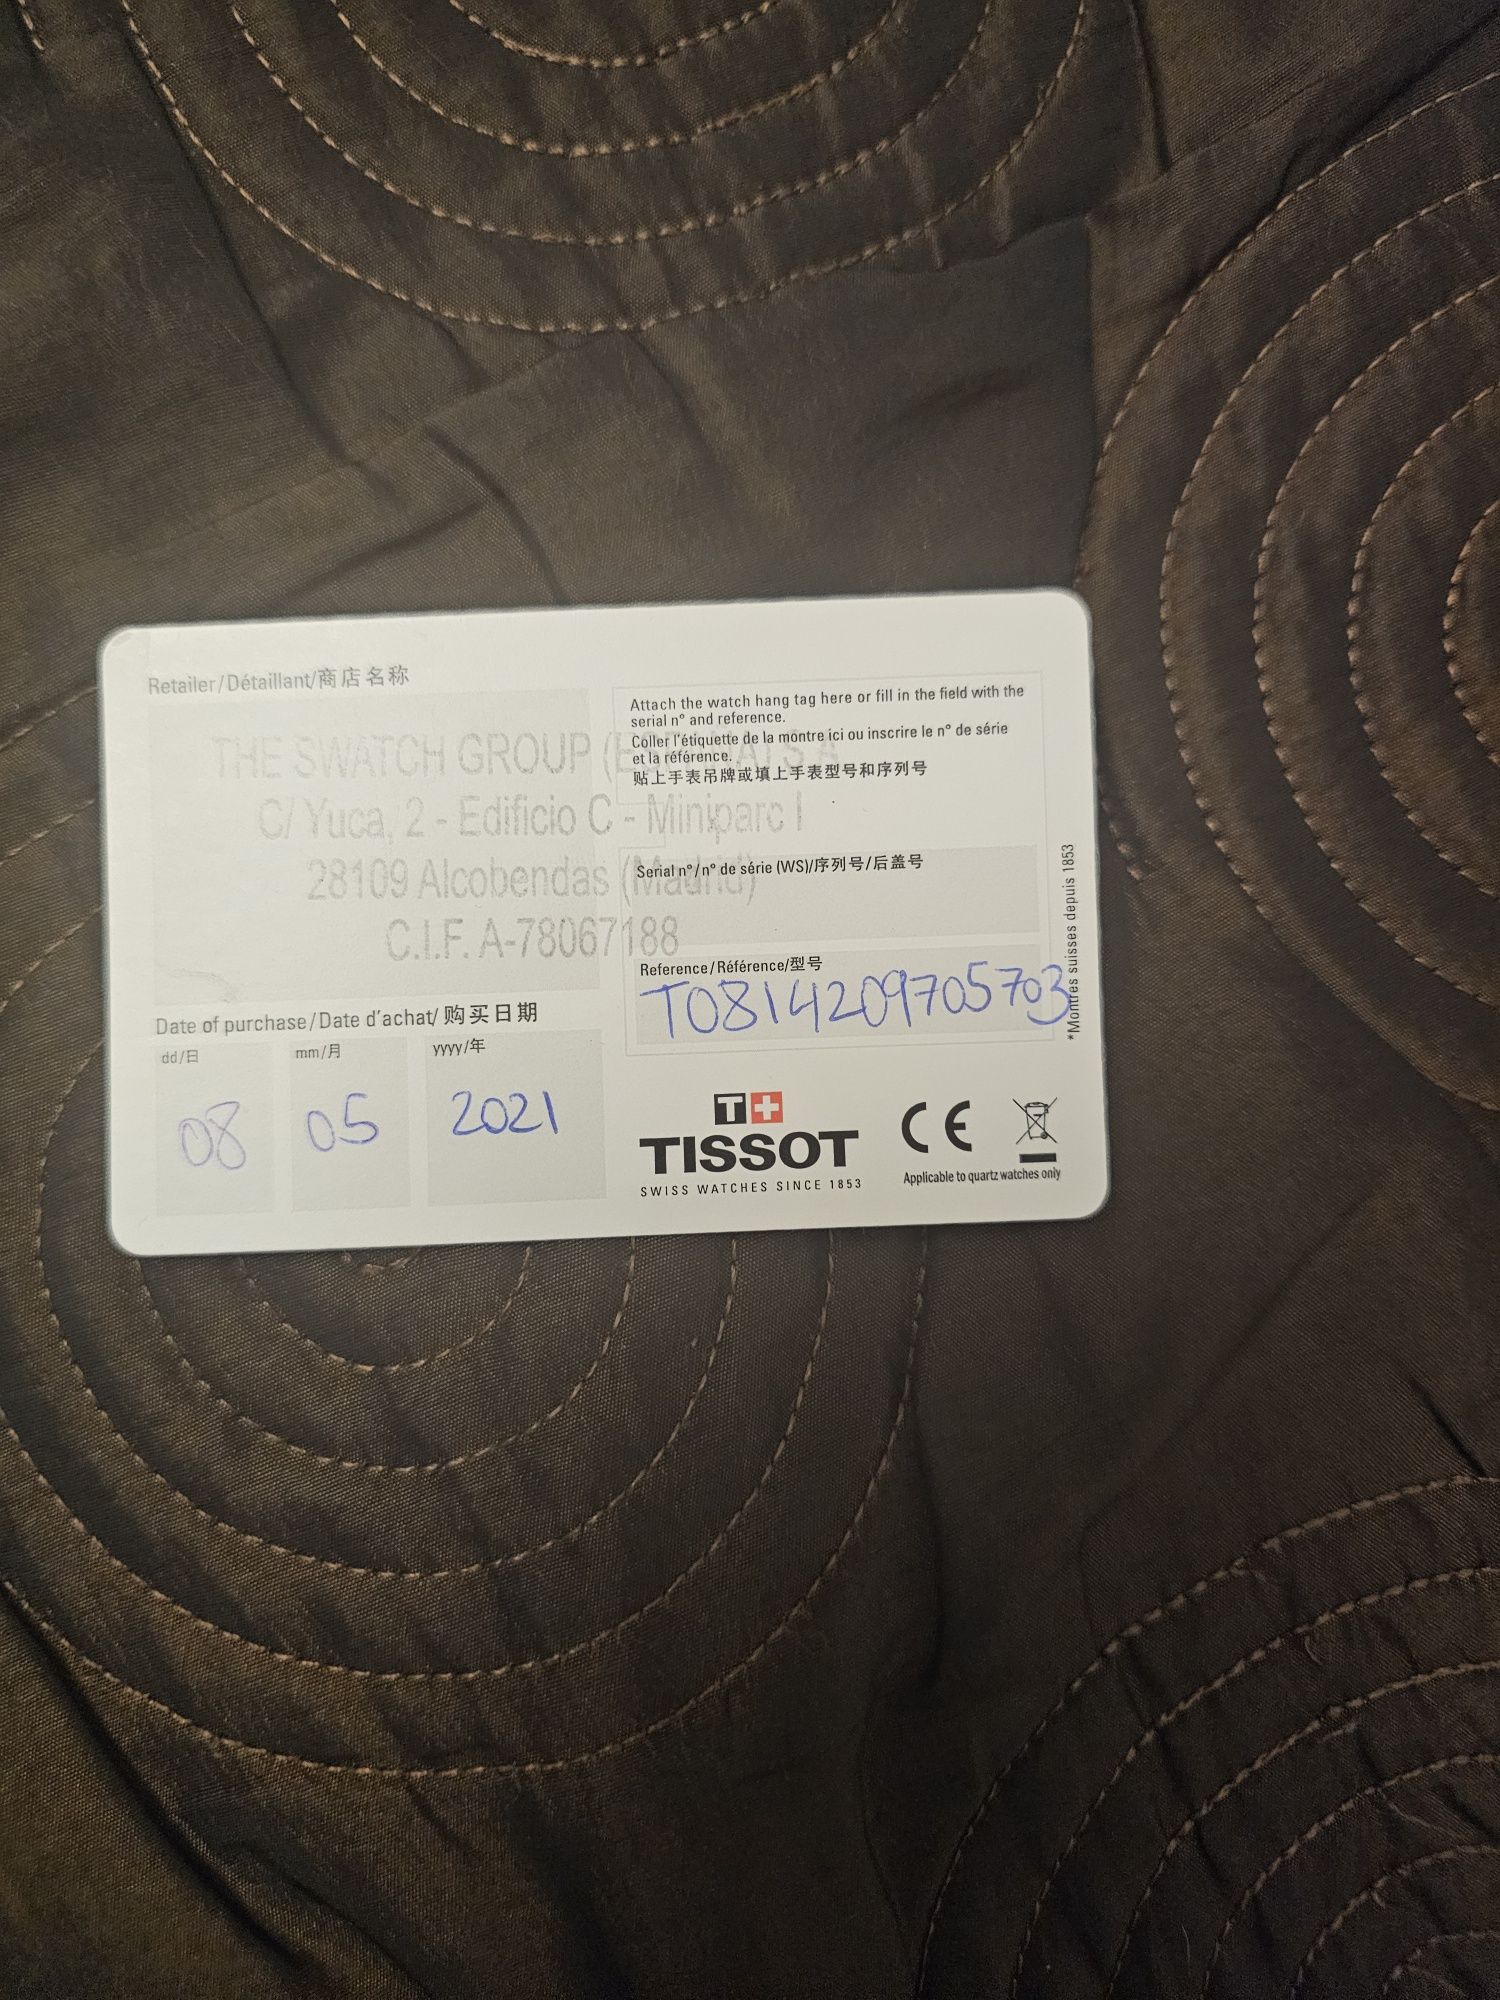 Retailer/Détaillant/商店名称
THE SWATCH GROUP (ESPAÑA) S.A
C/ Yuca, 2 - Edificio C - Miniparc I
28109 Alcobendas (Madrid)
C.I.F. A-78067188
Date of purchase/Date d'achat/ 购买日期
dd/日 mm/月 yyyy/年
08 05 2021
Attach the watch hang tag here or fill in the field with the
serial n° and reference.
Coller l'étiquette de la montre ici ou inscrire le n° de série
et la référence.
贴上手表吊牌或填上手表型号和序列号
Serial n°/n° de série (WS)/序列号/后盖号
Reference/Référence/型号
T0814209705703
*Montres suisses depuis 1853
T+
TISSOT
SWISS WATCHES SINCE 1853
CE
Applicable to quartz watches only